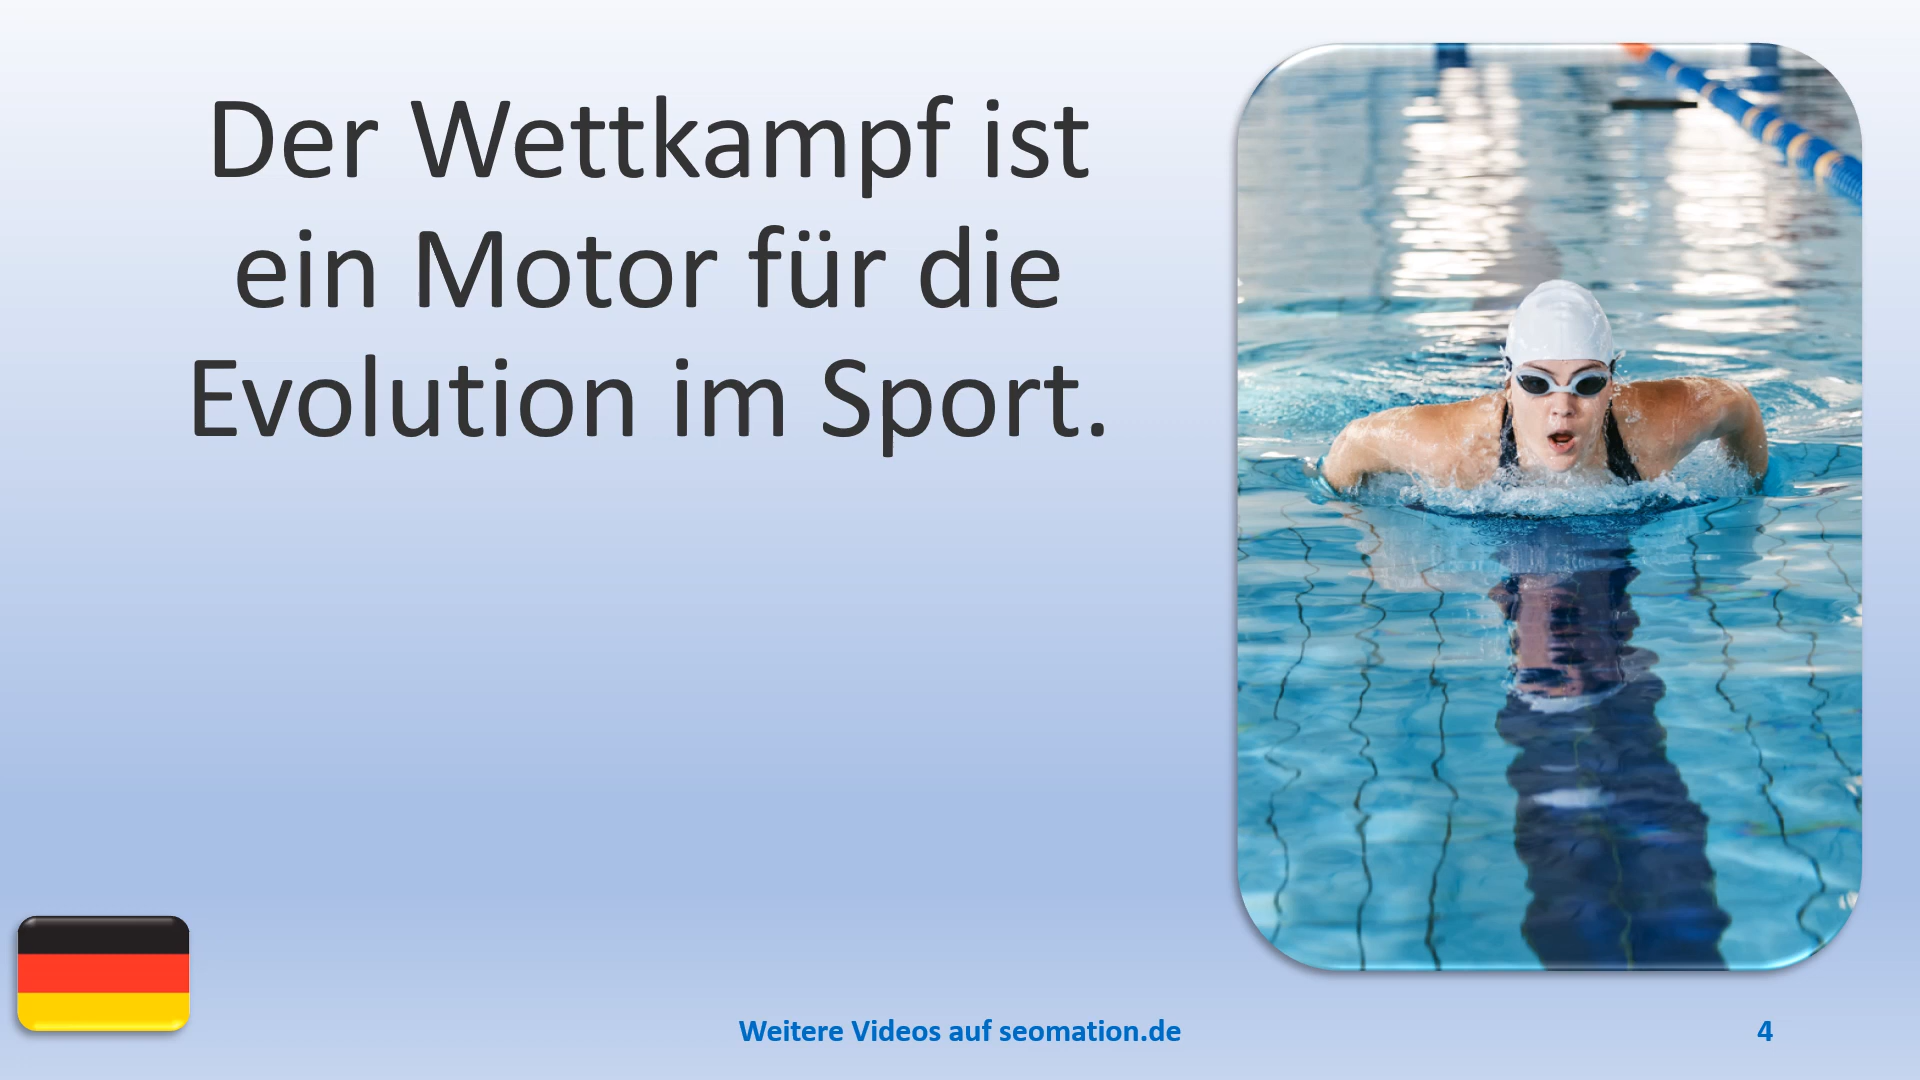 Der Wettkampf ist
ein Motor für die
Evolution im Sport.
Weitere Videos auf seomation.de
4